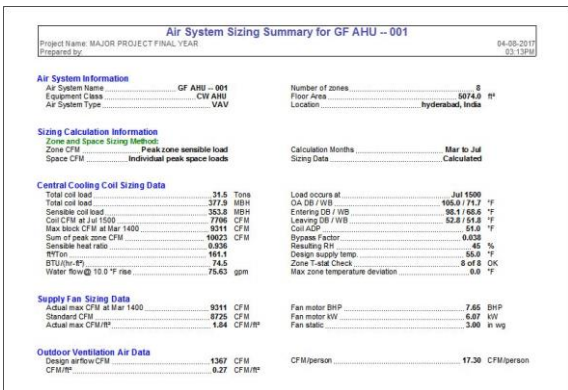 Air System Sizing Summary for GF AHU -- 001
Project Name: MAJOR PROJECT FINAL YEAR 04-08-2017
Prepared by: 03:13PM
Air System Information
Air System Name GF AHU -- 001 Number of zones 8
Equipment Class CW AHU Floor Area 5074.0 ft²
Air System Type VAV Location hyderabad, India
Sizing Calculation Information
Zone and Space Sizing Method:
Zone CFM Peak zone sensible load Calculation Months Mar to Jul
Space CFM Individual peak space loads Sizing Data Calculated
Central Cooling Coil Sizing Data
Total coil load 31.5 Tons Load occurs at Jul 1500
Total coil load 377.9 MBH OA DB / WB 105.0 / 71.7 °F
Sensible coil load 353.8 MBH Entering DB / WB 98.1 / 68.6 °F
Coil CFM at Jul 1500 7706 CFM Leaving DB / WB 52.8 / 51.8 °F
Max block CFM at Mar 1400 9311 CFM Coil ADP 51.0 °F
Sum of peak zone CFM 10023 CFM Bypass Factor 0.038
Sensible heat ratio 0.936 Resulting RH 45 %
ft²/Ton 161.1 Design supply temp. 55.0 °F
BTU/(hr-ft²) 74.5 Zone T-stat Check 8 of 8 OK
Water flow @ 10.0 °F rise 75.63 gpm Max zone temperature deviation 0.0 °F
Supply Fan Sizing Data
Actual max CFM at Mar 1400 9311 CFM Fan motor BHP 7.65 BHP
Standard CFM 8725 CFM Fan motor kW 6.07 kW
Actual max CFM/ft² 1.84 CFM/ft² Fan static 3.00 in wg
Outdoor Ventilation Air Data
Design airflow CFM 1367 CFM CFM/person 17.30 CFM/person
CFM/ft² 0.27 CFM/ft²